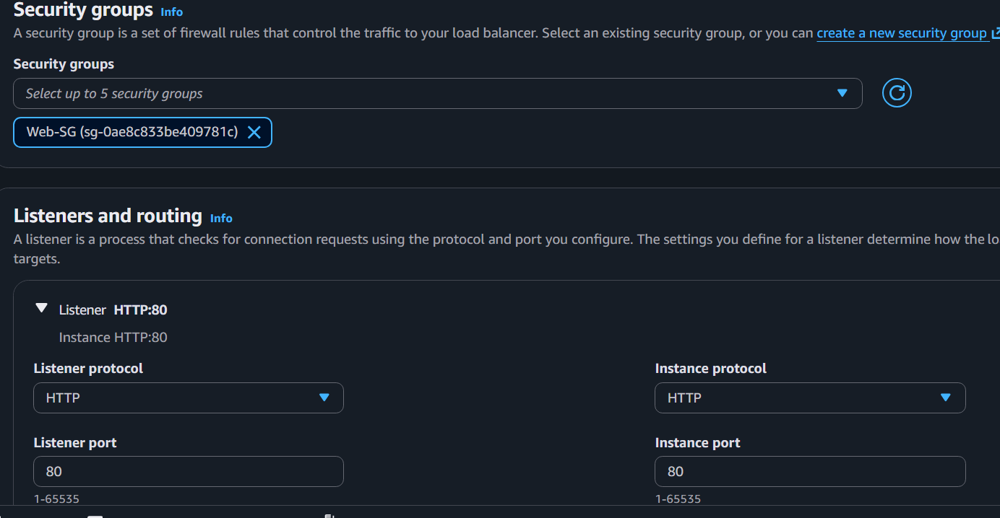 Security groups Info
A security group is a set of firewall rules that control the traffic to your load balancer. Select an existing security group, or you can create a new security group
Security groups
Select up to 5 security groups
Web-SG (sg-0ae8c833be409781c)
Listeners and routing Info
A listener is a process that checks for connection requests using the protocol and port you configure. The settings you define for a listener determine how the lo
targets.
Listener HTTP:80
Instance HTTP:80
Listener protocol
Instance protocol
HTTP
HTTP
Listener port
Instance port
80
80
1-65535
1-65535